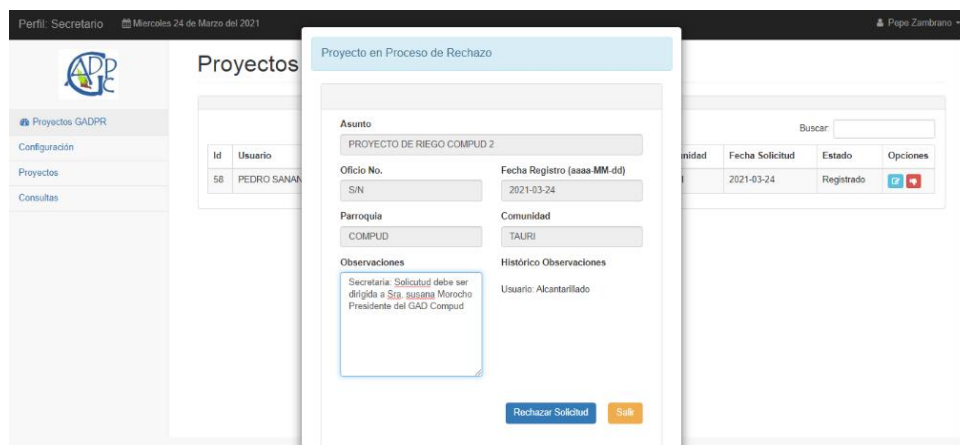 Perfil: Secretario Miercoles 24 de Marzo del 2021 Pepe Zambrano
Proyecto en Proceso de Rechazo
Proyectos
Proyectos GADPR
Configuración
Proyectos
Consultas
Buscar:
Id Usuario nidad Fecha Solicitud Estado Opciones
58 PEDRO SANAN 2021-03-24 Registrado
Asunto
PROYECTO DE RIEGO COMPUD 2
Oficio No. Fecha Registro (aaaa-MM-dd)
S/N 2021-03-24
Parroquia Comunidad
COMPUD TAURI
Observaciones Histórico Observaciones
Secretaria: Solicutud debe ser
dirigida a Sra, susana Morocho
Presidente del GAD Compud
Usuario: Alcantarillado
Rechazar Solicitud Salir